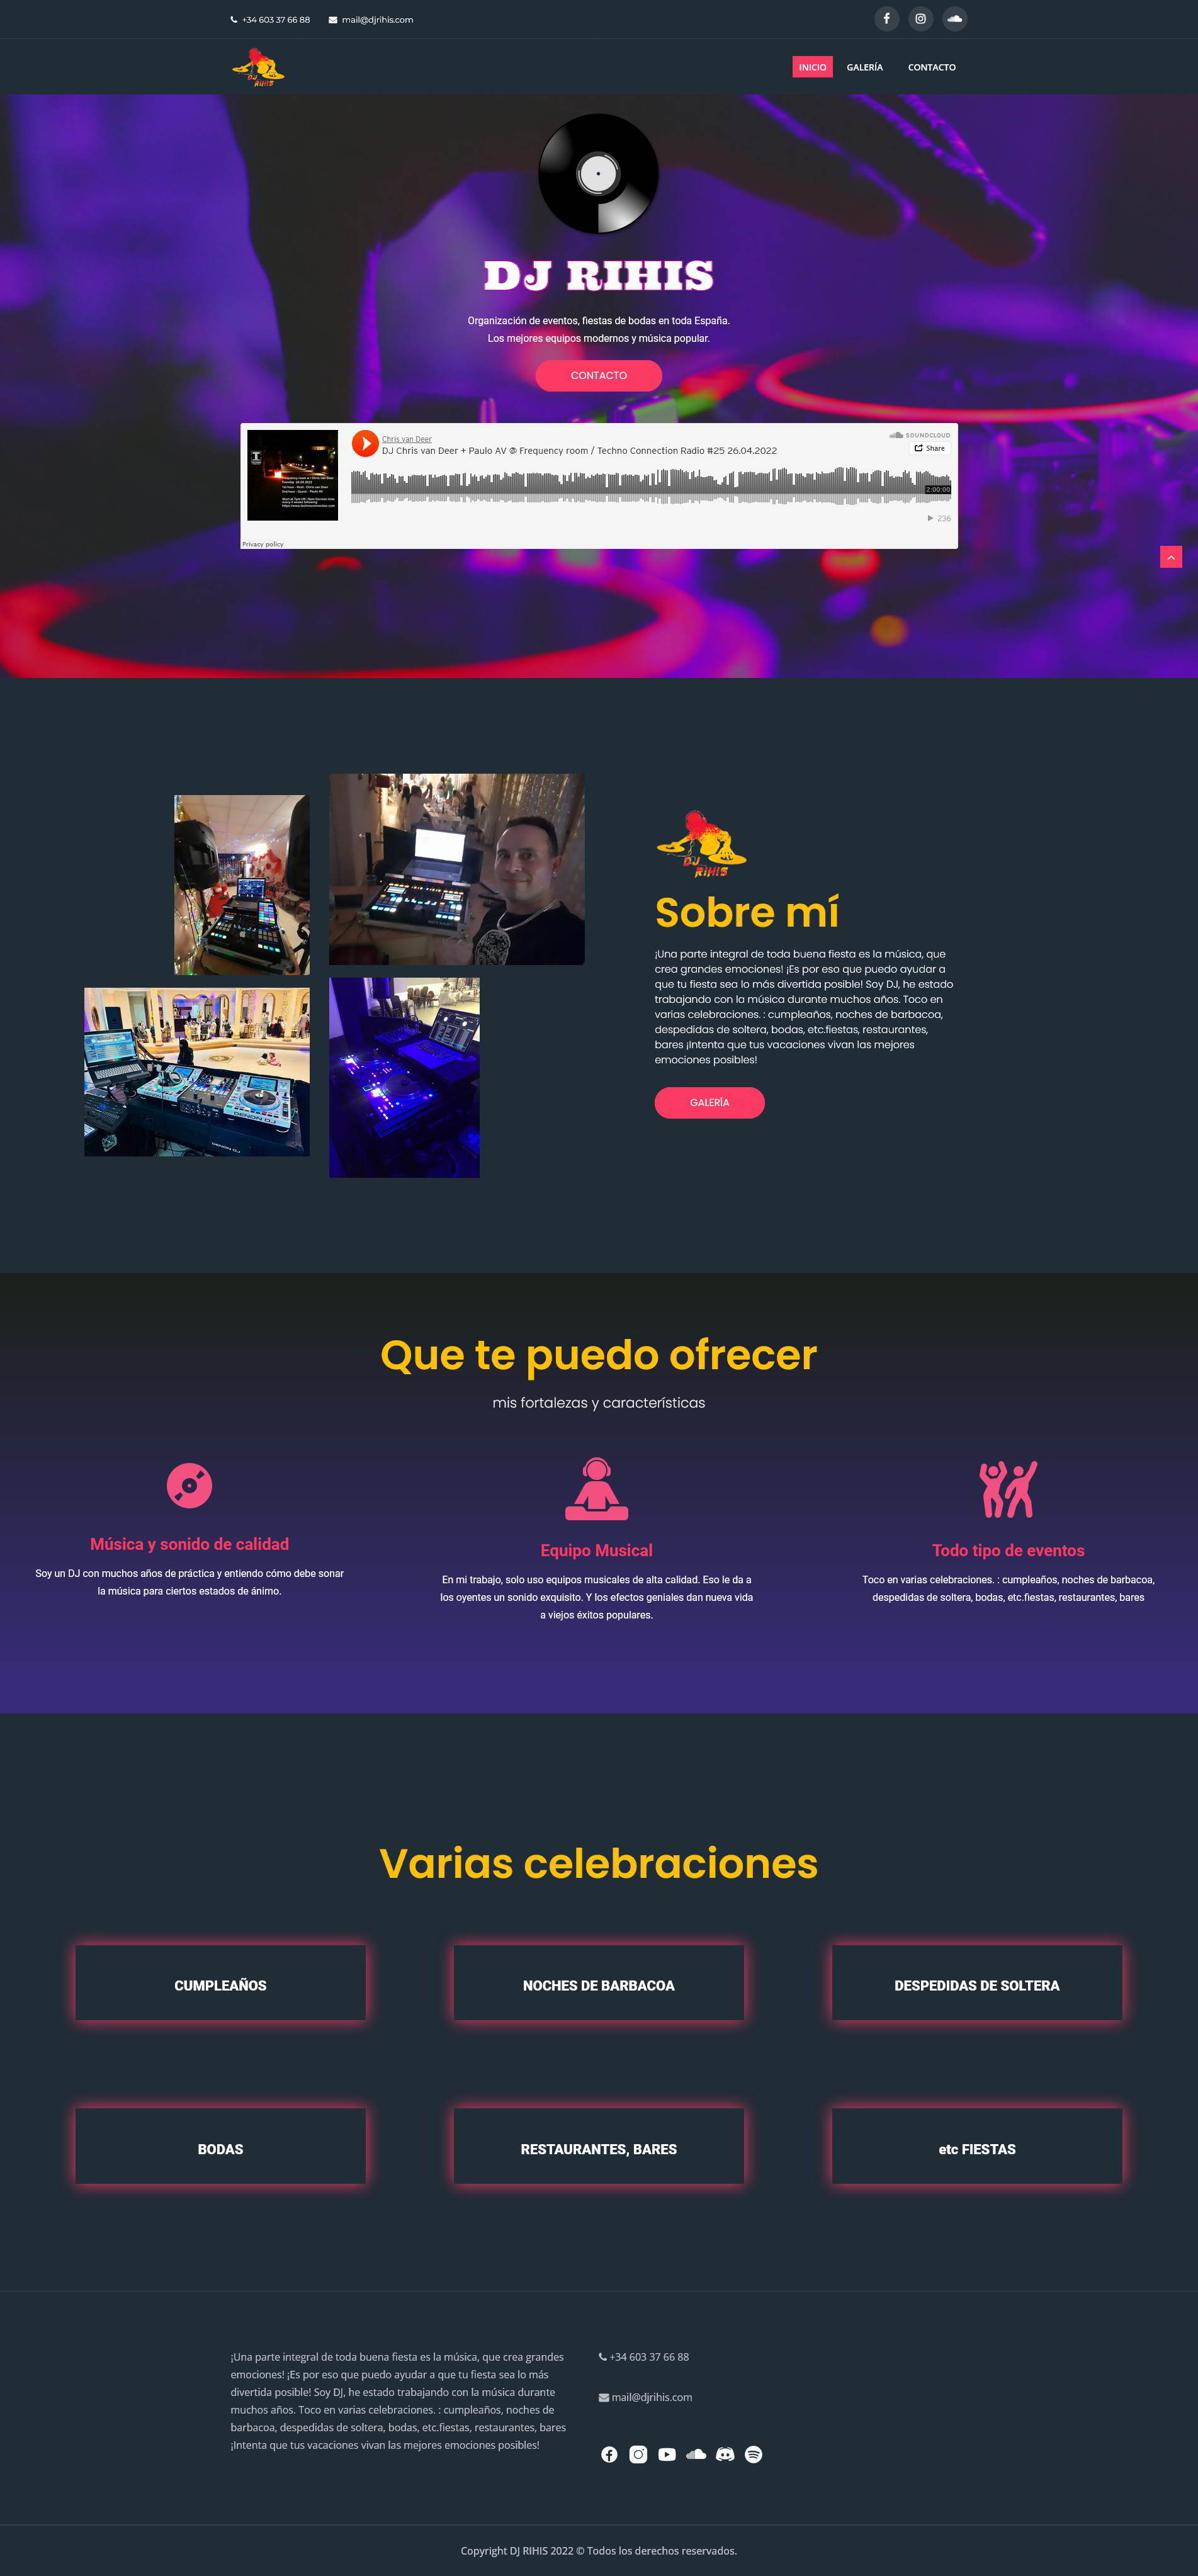 +34 603 37 66 88
mail@djrihis.com
DJ
RIHIS
INICIO
GALERÍA
CONTACTO
DJ RIHIS
Organización de eventos, fiestas de bodas en toda España.
Los mejores equipos modernos y música popular.
CONTACTO
Chris van Deer
DJ Chris van Deer + Paulo AV @ Frequency room / Techno Connection Radio #25 26.04.2022
SOUNDCLOUD
Share
2:00:00
236
Privacy policy
DJ
RIHIS
Sobre mí
¡Una parte integral de toda buena fiesta es la música, que
crea grandes emociones! ¡Es por eso que puedo ayudar a
que tu fiesta sea lo más divertida posible! Soy DJ, he estado
trabajando con la música durante muchos años. Toco en
varias celebraciones. : cumpleaños, noches de barbacoa,
despedidas de soltera, bodas, etc.fiestas, restaurantes,
bares ¡Intenta que tus vacaciones vivan las mejores
emociones posibles!
GALERÍA
Que te puedo ofrecer
mis fortalezas y características
Música y sonido de calidad
Soy un DJ con muchos años de práctica y entiendo cómo debe sonar
la música para ciertos estados de ánimo.
Equipo Musical
En mi trabajo, solo uso equipos musicales de alta calidad. Eso le da a
los oyentes un sonido exquisito. Y los efectos geniales dan nueva vida
a viejos éxitos populares.
Todo tipo de eventos
Toco en varias celebraciones. : cumpleaños, noches de barbacoa,
despedidas de soltera, bodas, etc.fiestas, restaurantes, bares
Varias celebraciones
CUMPLEAÑOS
NOCHES DE BARBACOA
DESPEDIDAS DE SOLTERA
BODAS
RESTAURANTES, BARES
etc FIESTAS
¡Una parte integral de toda buena fiesta es la música, que crea grandes
emociones! ¡Es por eso que puedo ayudar a que tu fiesta sea lo más
divertida posible! Soy DJ, he estado trabajando con la música durante
muchos años. Toco en varias celebraciones. : cumpleaños, noches de
barbacoa, despedidas de soltera, bodas, etc.fiestas, restaurantes, bares
¡Intenta que tus vacaciones vivan las mejores emociones posibles!
+34 603 37 66 88
mail@djrihis.com
Copyright DJ RIHIS 2022 © Todos los derechos reservados.